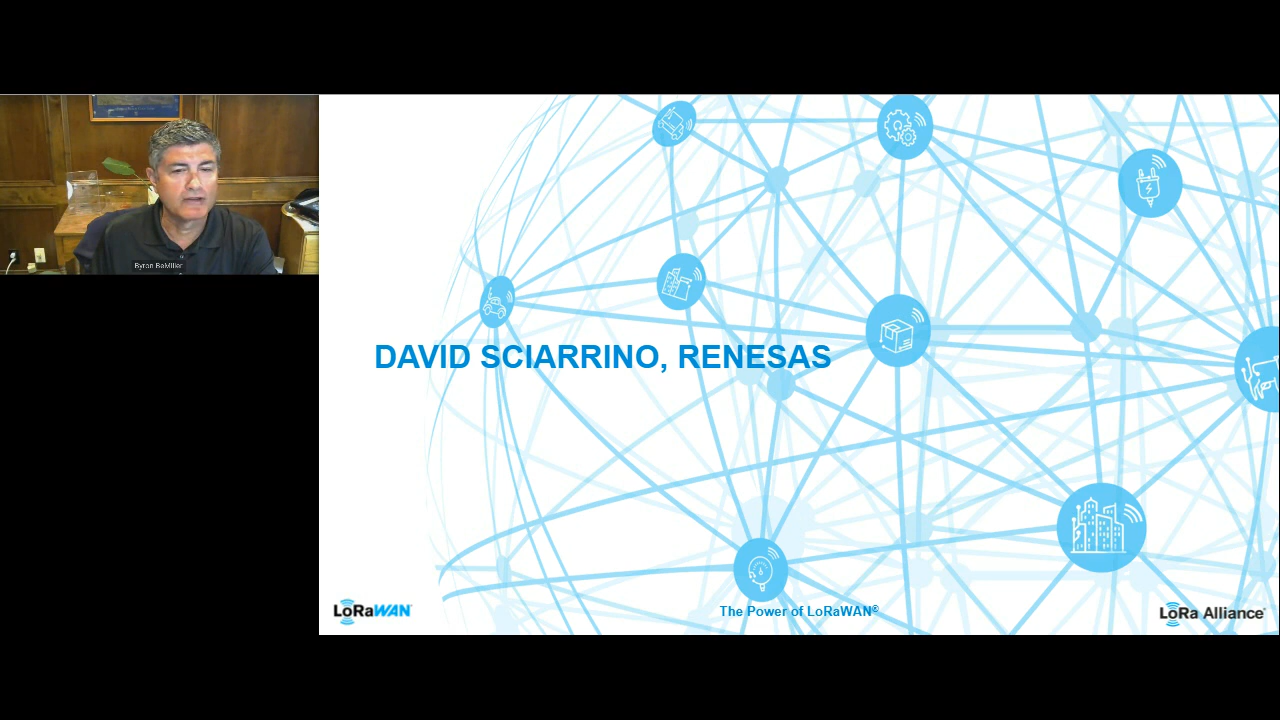 Byron BeMiller
DAVID SCIARRINO, RENESAS
LoRaWAN®
The Power of LoRaWAN®
LoRa Alliance®